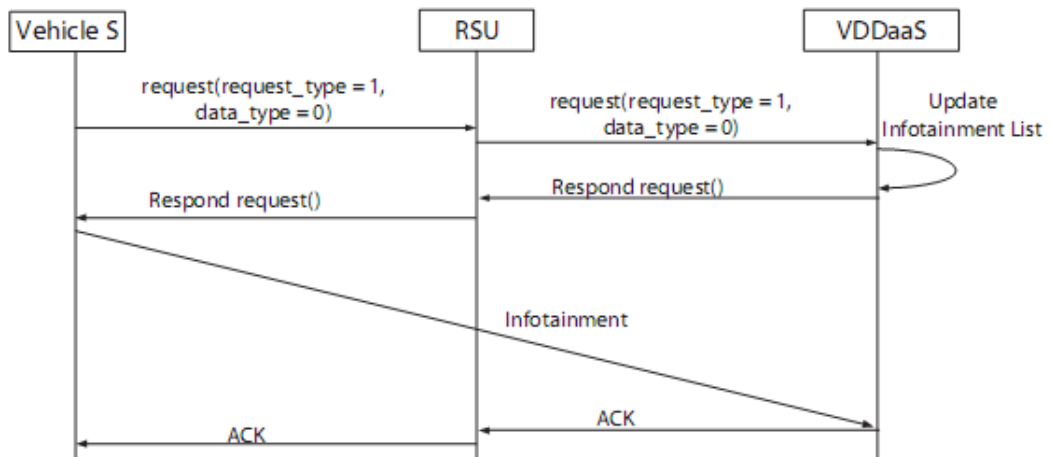 Vehicle S
RSU
VDDaaS
request(request_type = 1,
data_type = 0)
request(request_type = 1,
data_type = 0)
Update
Infotainment List
Respond request()
Respond request()
Infotainment
ACK
ACK